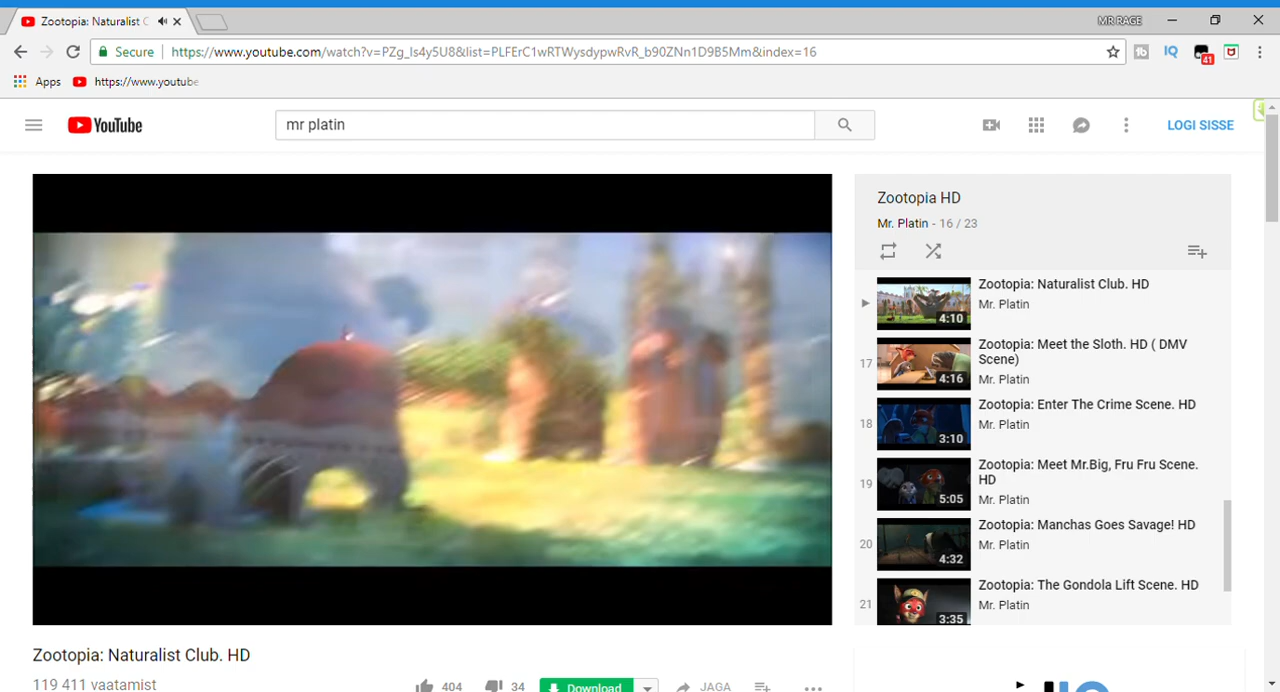 Zootopia: Naturalist C
MR RAGE
Secure
https://www.youtube.com/watch?v=PZg_ls4y5U8&list=PLFErC1wRTWysdypwRvR_b90ZNn1D9B5Mm&index=16
IQ
41
Apps
https://www.youtube
YouTube
mr platin
LOGI SISSE
Zootopia HD
Mr. Platin - 16 / 23
Zootopia: Naturalist Club. HD
Mr. Platin
4:10
17
Zootopia: Meet the Sloth. HD ( DMV
Scene)
Mr. Platin
4:16
18
Zootopia: Enter The Crime Scene. HD
Mr. Platin
3:10
19
Zootopia: Meet Mr.Big, Fru Fru Scene.
HD
Mr. Platin
5:05
20
Zootopia: Manchas Goes Savage! HD
Mr. Platin
4:32
21
Zootopia: The Gondola Lift Scene. HD
Mr. Platin
3:35
Zootopia: Naturalist Club. HD
119 411 vaatamist
404
34
Download
JAGA